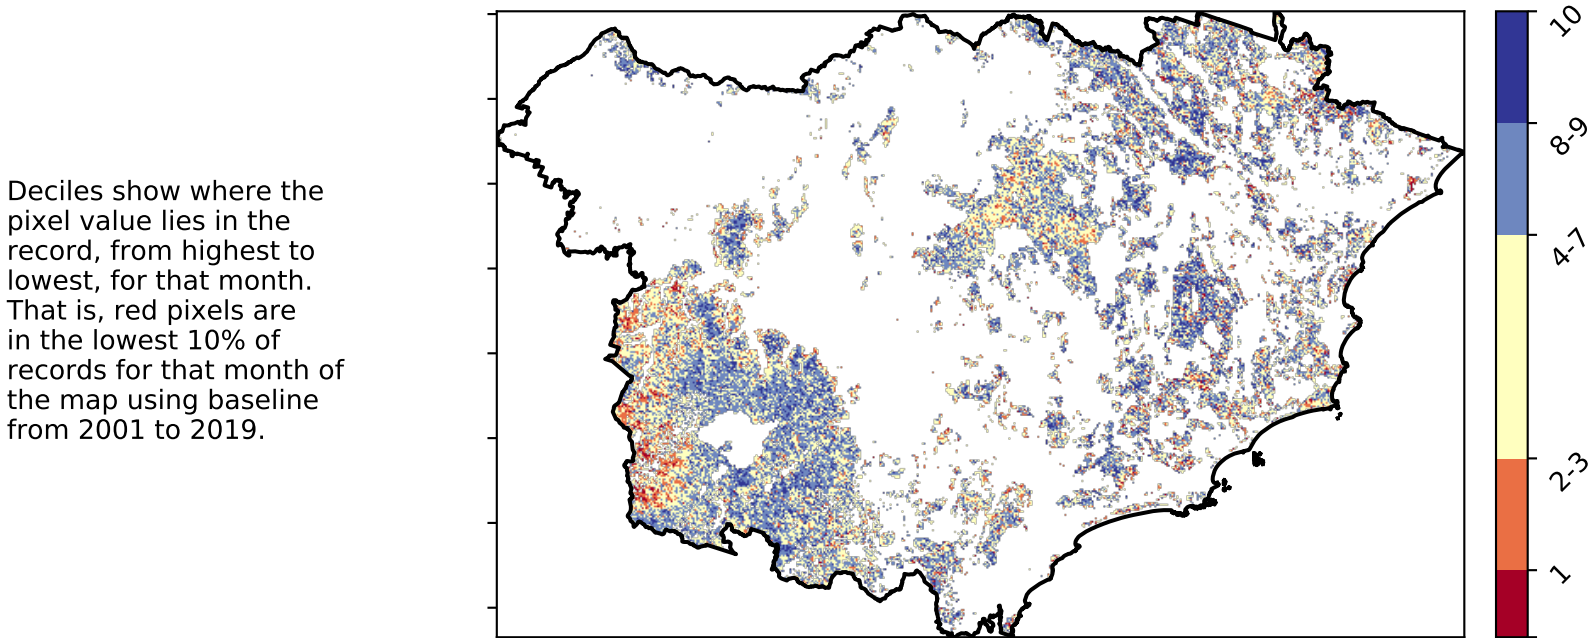 Deciles show where the
pixel value lies in the
record, from highest to
lowest, for that month.
That is, red pixels are
in the lowest 10% of
records for that month of
the map using baseline
from 2001 to 2019.
10
8-9
4-7
2-3
1